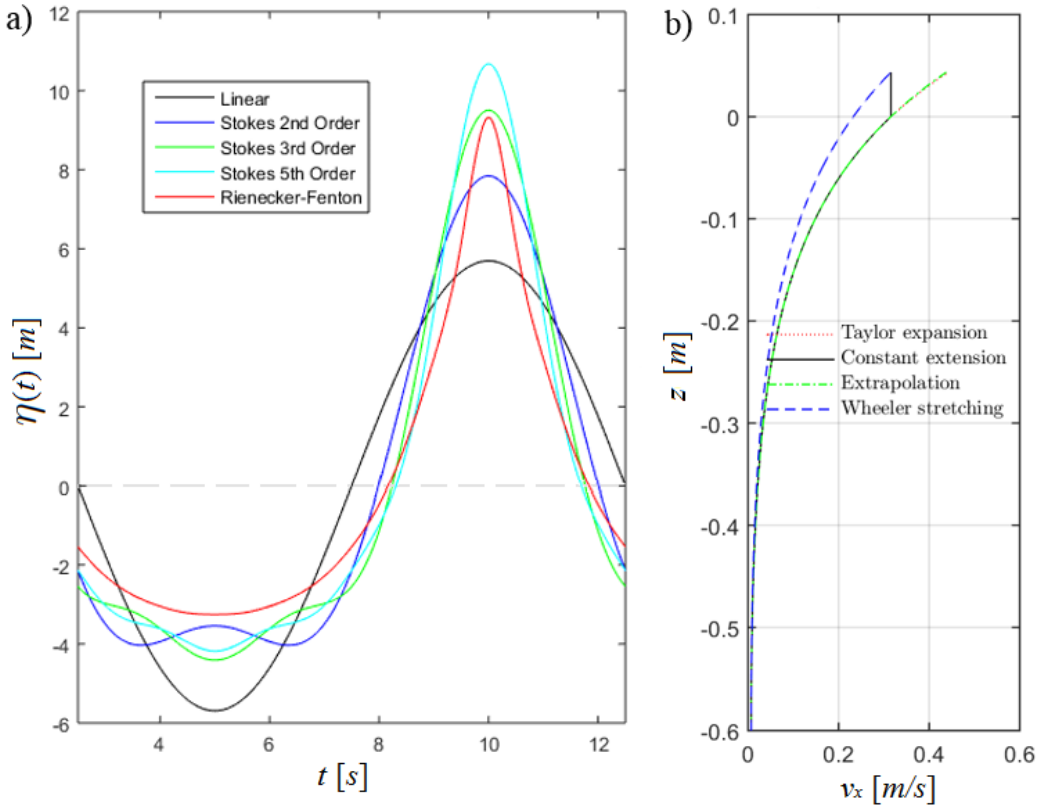 a)
12
10
8
6
4
2
0
-2
-4
-6
η(t) [m]
Linear
Stokes 2nd Order
Stokes 3rd Order
Stokes 5th Order
Rienecker-Fenton
4
6
8
10
12
t [s]
b)
0.1
0
-0.1
-0.2
-0.3
-0.4
-0.5
-0.6
z [m]
Taylor expansion
Constant extension
Extrapolation
Wheeler stretching
0
0.2
0.4
0.6
vₓ [m/s]